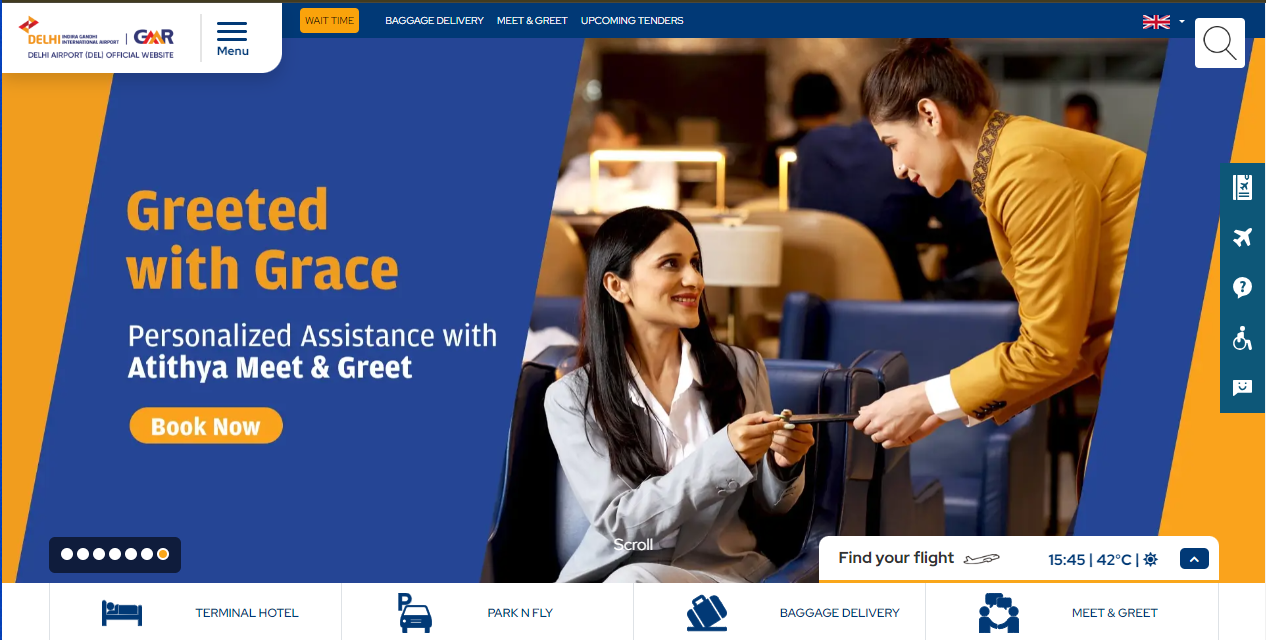 DELHI INDIRA GANDHI INTERNATIONAL AIRPORT | GMR
DELHI AIRPORT (DEL) OFFICIAL WEBSITE
Menu
WAIT TIME
BAGGAGE DELIVERY
MEET & GREET
UPCOMING TENDERS
Greeted
with Grace
Personalized Assistance with
Atithya Meet & Greet
Book Now
Scroll
Find your flight
15:45 | 42°C |
TERMINAL HOTEL
P
PARK N FLY
BAGGAGE DELIVERY
MEET & GREET